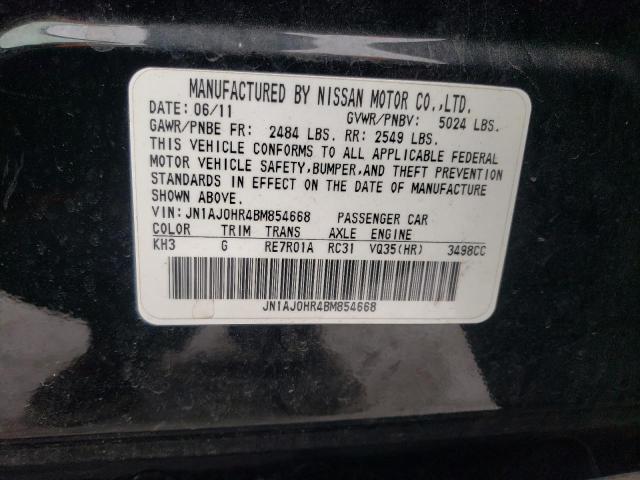 MANUFACTURED BY NISSAN MOTOR CO.,LTD.
DATE: 06/11 GVWR/PNBV: 5024 LBS.
GAWR/PNBE FR: 2484 LBS. RR: 2549 LBS.
THIS VEHICLE CONFORMS TO ALL APPLICABLE FEDERAL
MOTOR VEHICLE SAFETY,BUMPER,AND THEFT PREVENTION
STANDARDS IN EFFECT ON THE DATE OF MANUFACTURE
SHOWN ABOVE.
VIN: JN1AJ0HR4BM854668 PASSENGER CAR
COLOR TRIM TRANS AXLE ENGINE
KH3 G RE7R01A RC31 VQ35(HR) 3498CC
JN1AJ0HR4BM854668